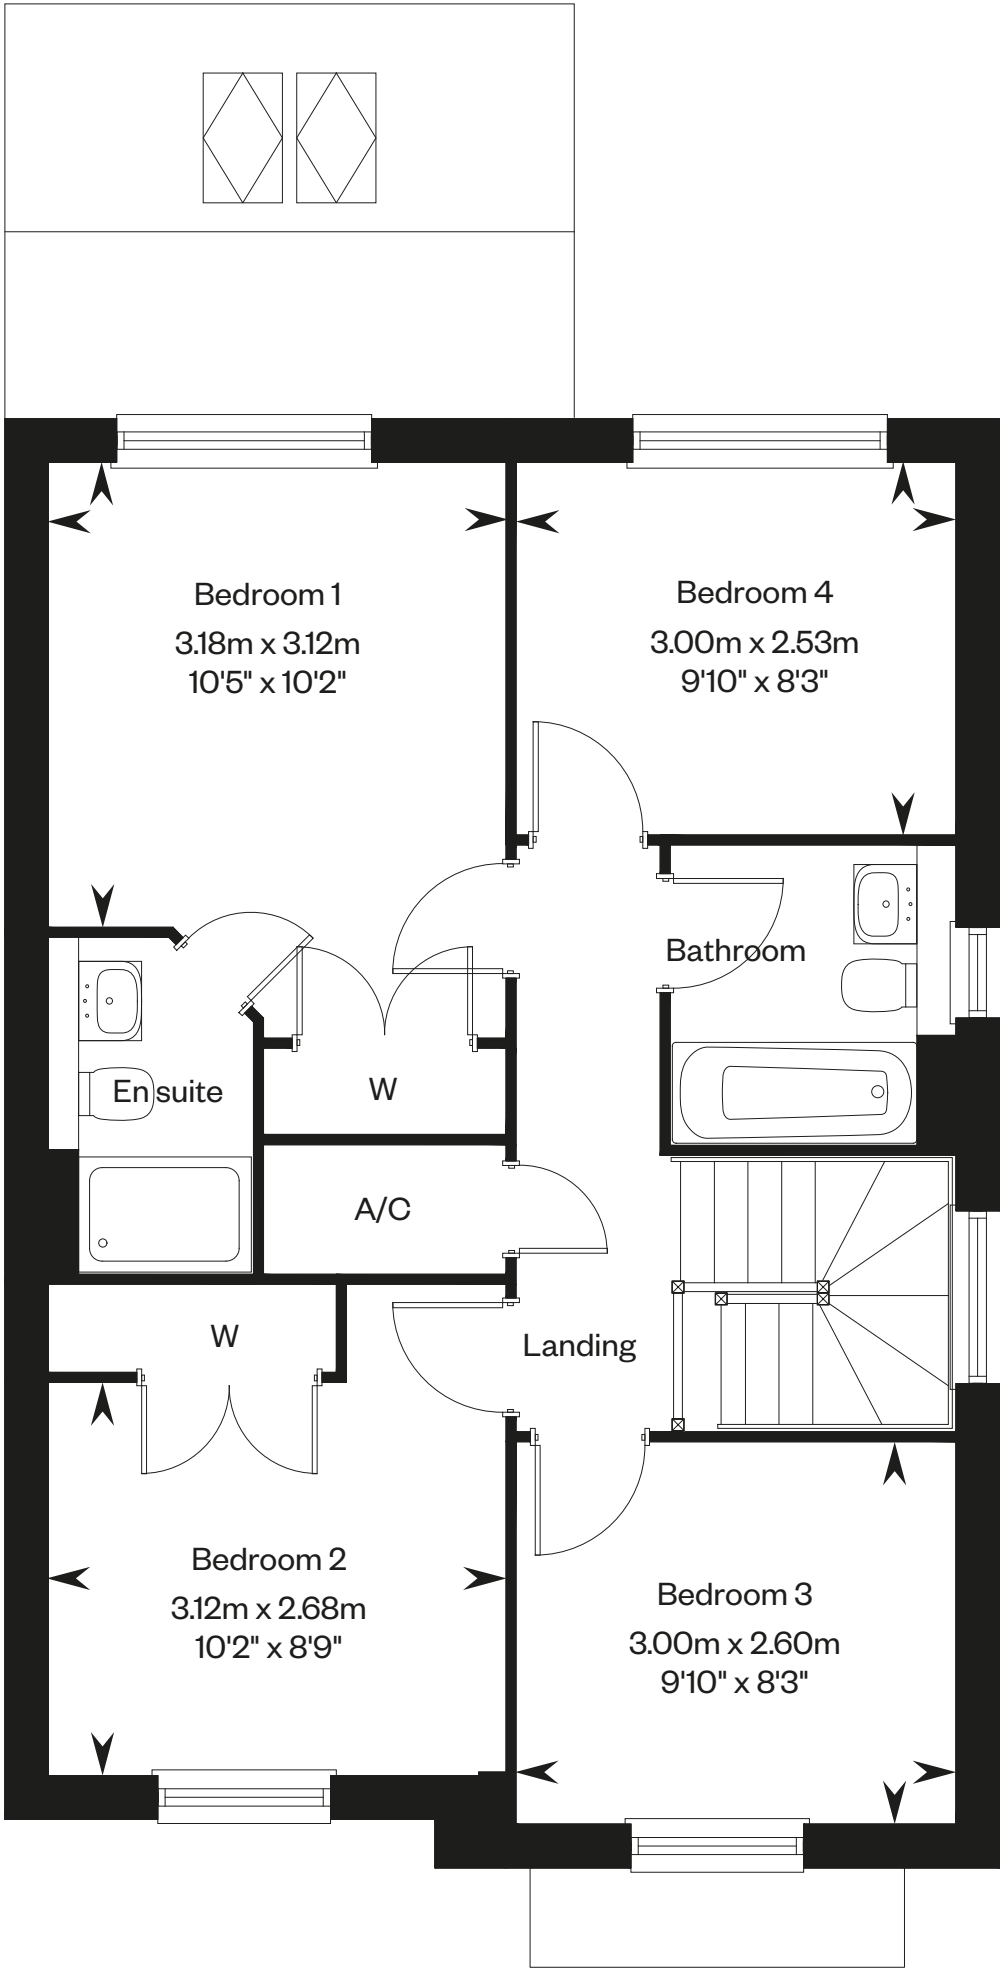 Bedroom 1
3.18m x 3.12m
10'5" x 10'2"
Bedroom 4
3.00m x 2.53m
9'10" x 8'3"
Bathroom
En suite
W
A/C
W
Landing
Bedroom 2
3.12m x 2.68m
10'2" x 8'9"
Bedroom 3
3.00m x 2.60m
9'10" x 8'3"